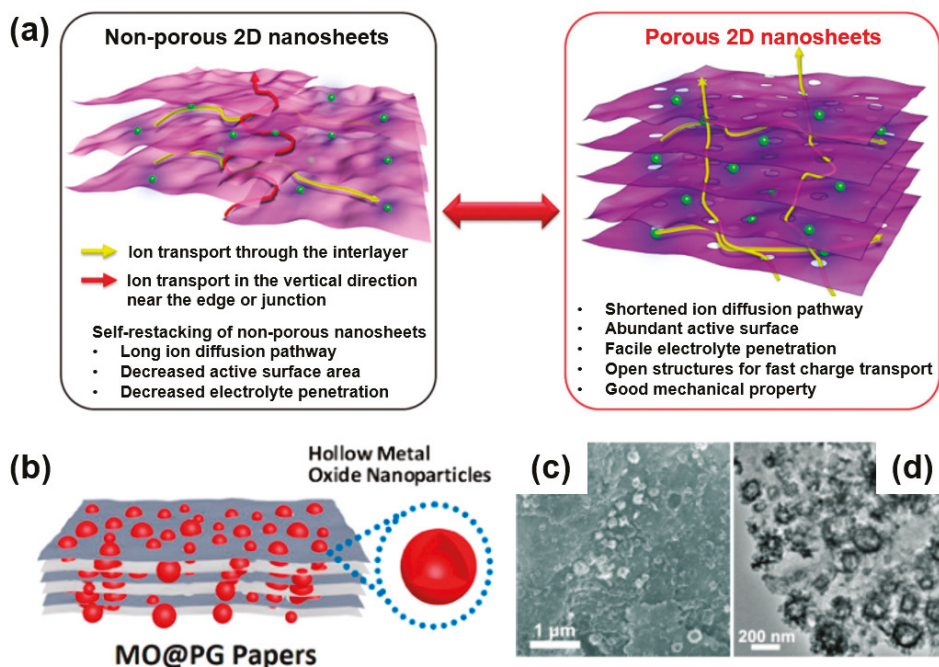 (a)
Non-porous 2D nanosheets
Ion transport through the interlayer
Ion transport in the vertical direction
near the edge or junction
Self-restacking of non-porous nanosheets
• Long ion diffusion pathway
• Decreased active surface area
• Decreased electrolyte penetration
Porous 2D nanosheets
• Shortened ion diffusion pathway
• Abundant active surface
• Facile electrolyte penetration
• Open structures for fast charge transport
• Good mechanical property
(b)
Hollow Metal
Oxide Nanoparticles
MO@PG Papers
(c)
1 µm
(d)
200 nm